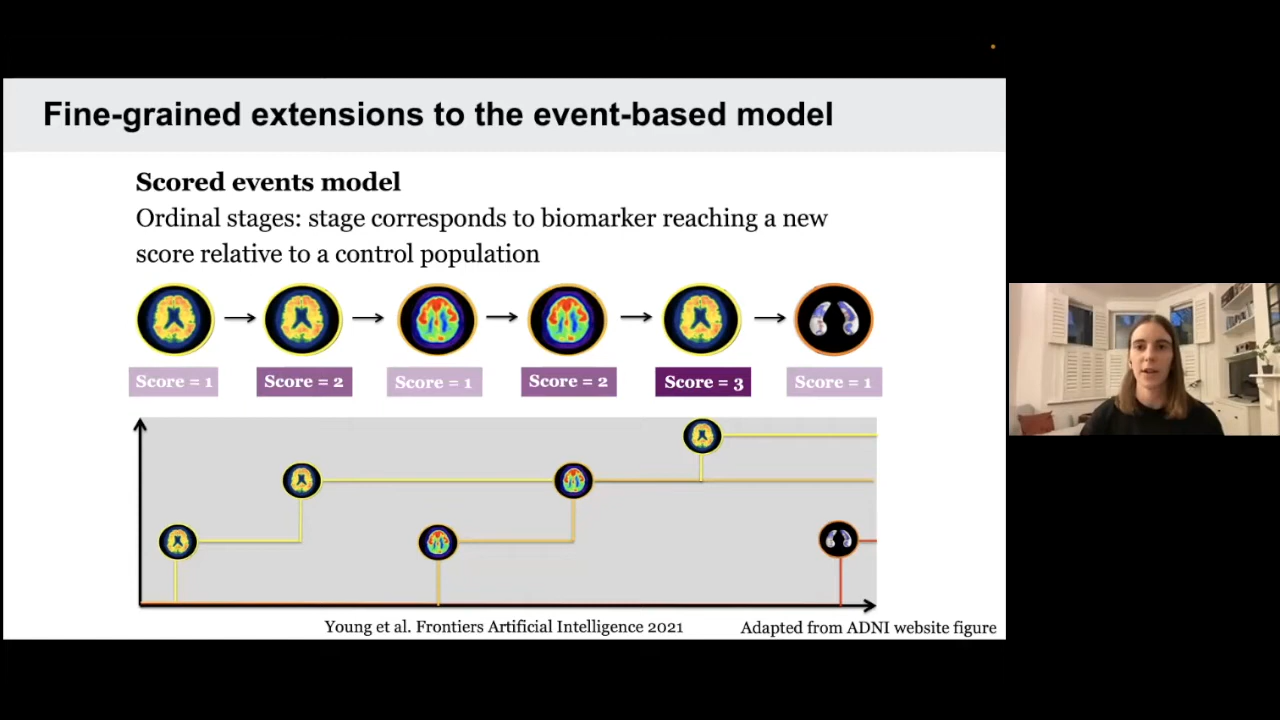 Fine-grained extensions to the event-based model
Scored events model
Ordinal stages: stage corresponds to biomarker reaching a new
score relative to a control population
Score = 1
Score = 2
Score = 1
Score = 2
Score = 3
Score = 1
Young et al. Frontiers Artificial Intelligence 2021
Adapted from ADNI website figure